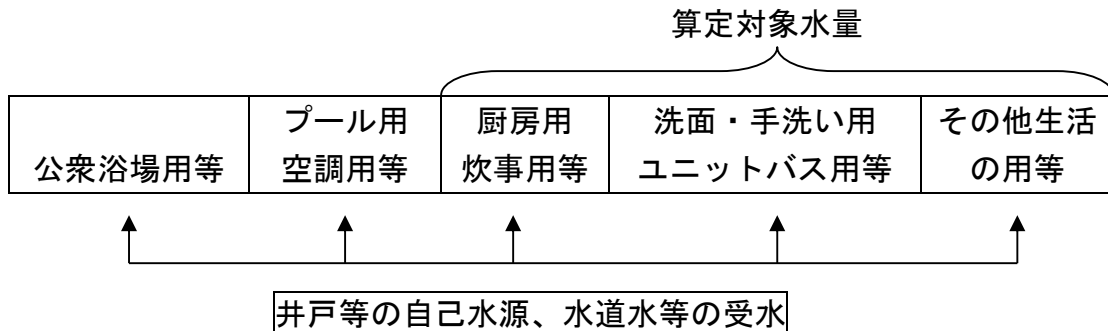 算定対象水量
公衆浴場用等
プール用
空調用等
厨房用
炊事用等
洗面・手洗い用
ユニットバス用等
その他生活
の用等
井戸等の自己水源、水道水等の受水